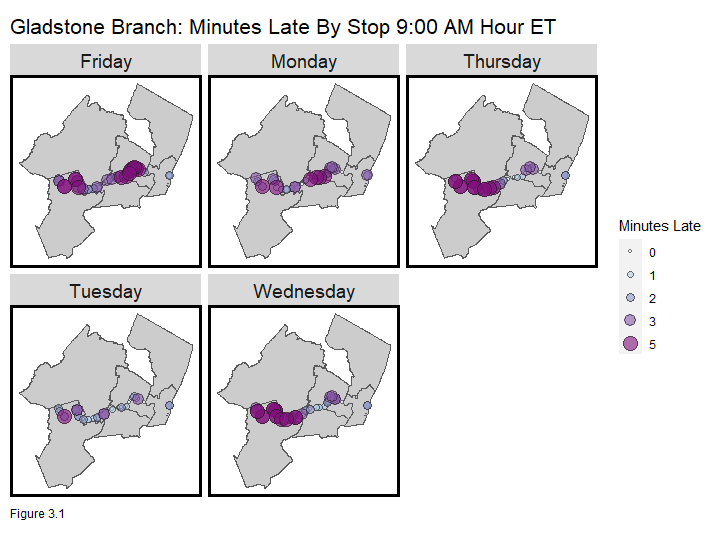 Gladstone Branch: Minutes Late By Stop 9:00 AM Hour ET
Friday
Monday
Thursday
Tuesday
Wednesday
Minutes Late
0
1
2
3
5
Figure 3.1